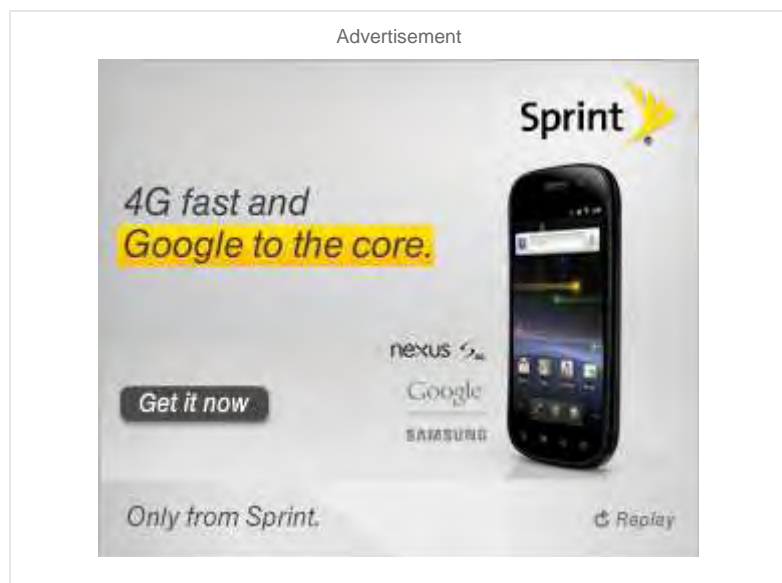 Advertisement
Sprint
4G fast and
Google to the core.
nexus S
Google
SAMSUNG
Get it now
Only from Sprint.
Replay